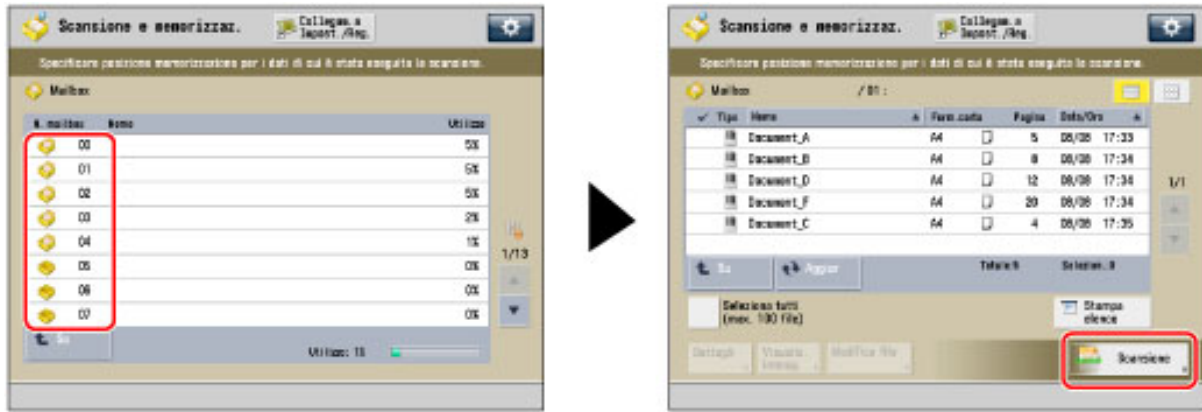 Scansione e memorizzaz.
Collegam. a
Impost./Reg.
Specificare posizione memorizzazione per i dati di cui è stata eseguita la scansione.
Mailbox
N. mailbox Nome Utilizzo
00 5%
01 5%
02 5%
03 2%
04 1%
05 0%
06 0%
07 0%
1/13
Su
Utilizzo: 1%
Scansione e memorizzaz.
Collegam. a
Impost./Reg.
Specificare posizione memorizzazione per i dati di cui è stata eseguita la scansione.
Mailbox /01:
Tipo Nome Form.carta Pagina Data/Ora
Document_A A4 5 08/08 17:33
Document_B A4 8 08/08 17:34
Document_D A4 12 08/08 17:34
Document_F A4 20 08/08 17:34
Document_C A4 4 08/08 17:35
1/1
Su Aggior Totale:5 Selezion.:0
Seleziona tutti
(max. 100 file)
Stampa
elenco
Dettagli Modifica file
Scansione